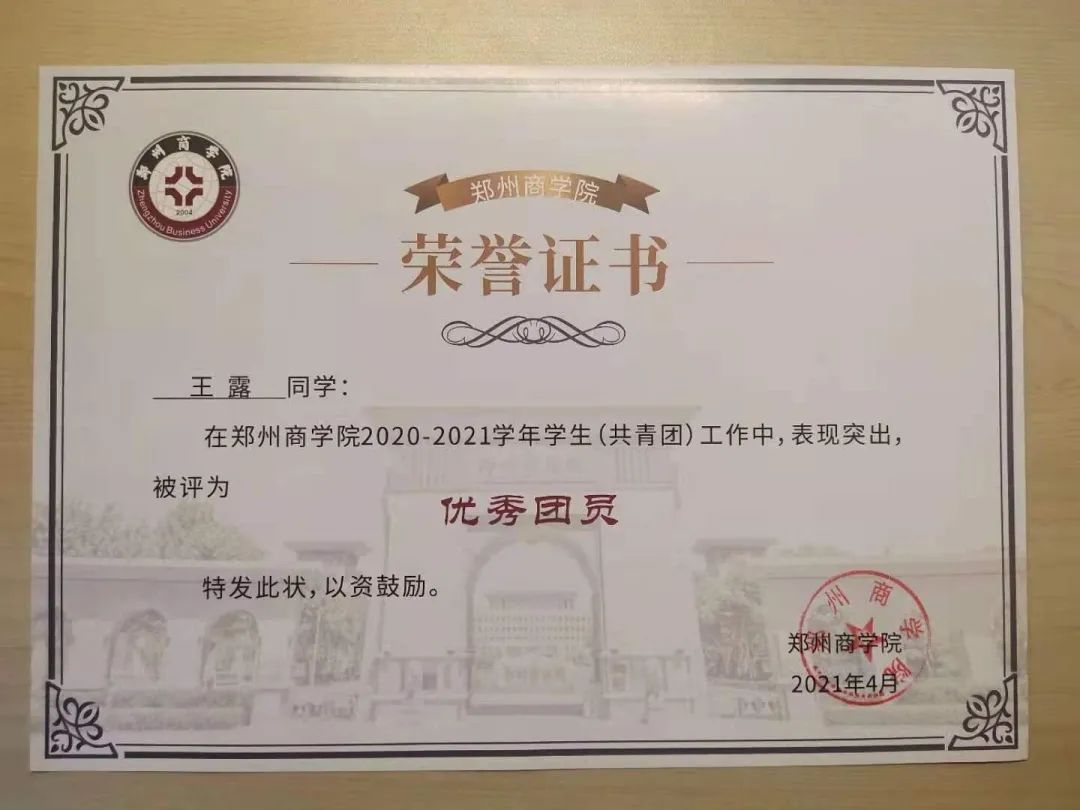 郑州商学院
Zhengzhou Business University
2004
郑州商学院
荣誉证书
王 露 同学：
在郑州商学院2020-2021学年学生（共青团）工作中，表现突出，
被评为
优秀团员
特发此状，以资鼓励。
州商学院
郑州商学院
2021年4月